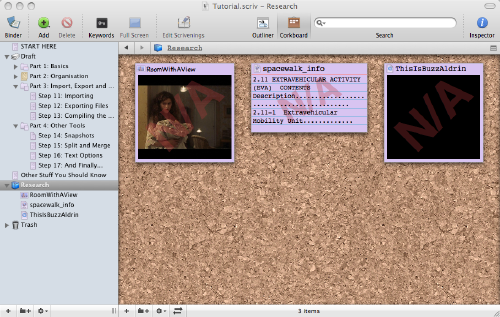 Tutorial.scriv – Research
Binder
Add
Delete
Keywords
Full Screen
Edit Scrivenings
Outliner
Corkboard
Search
Inspector
START HERE
Draft
Part 1: Basics
Part 2: Organisation
Part 3: Import, Export and ...
Step 11: Importing
Step 12: Exporting Files
Step 13: Compiling the ...
Part 4: Other Tools
Step 14: Snapshots
Step 15: Split and Merge
Step 16: Text Options
Step 17: And Finally...
Other Stuff You Should Know
Research
RoomWithAView
spacewalk_info
ThisIsBuzzAldrin
Trash
Research
RoomWithAView
N/A
spacewalk_info
2.11 EXTRAVEHICULAR ACTIVITY
(EVA) CONTENTS
Description..............
.....................
2.11-1 Extravehicular
Mobility Unit.............
N/A
ThisIsBuzzAldrin
N/A
3 items